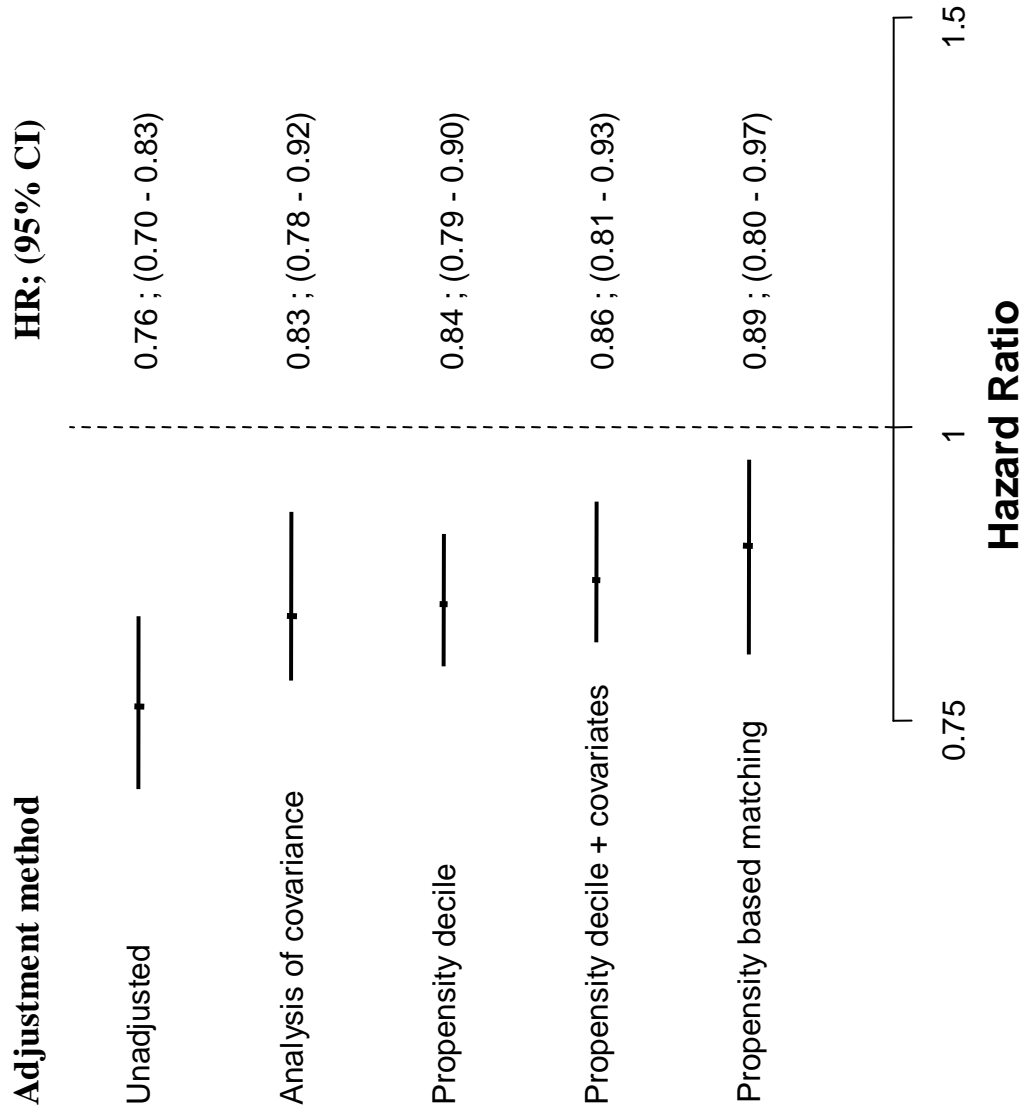 Adjustment method HR; (95% CI)
Unadjusted 0.76 ; (0.70 - 0.83)
Analysis of covariance 0.83 ; (0.78 - 0.92)
Propensity decile 0.84 ; (0.79 - 0.90)
Propensity decile + covariates 0.86 ; (0.81 - 0.93)
Propensity based matching 0.89 ; (0.80 - 0.97)
0.75 1 1.5
Hazard Ratio